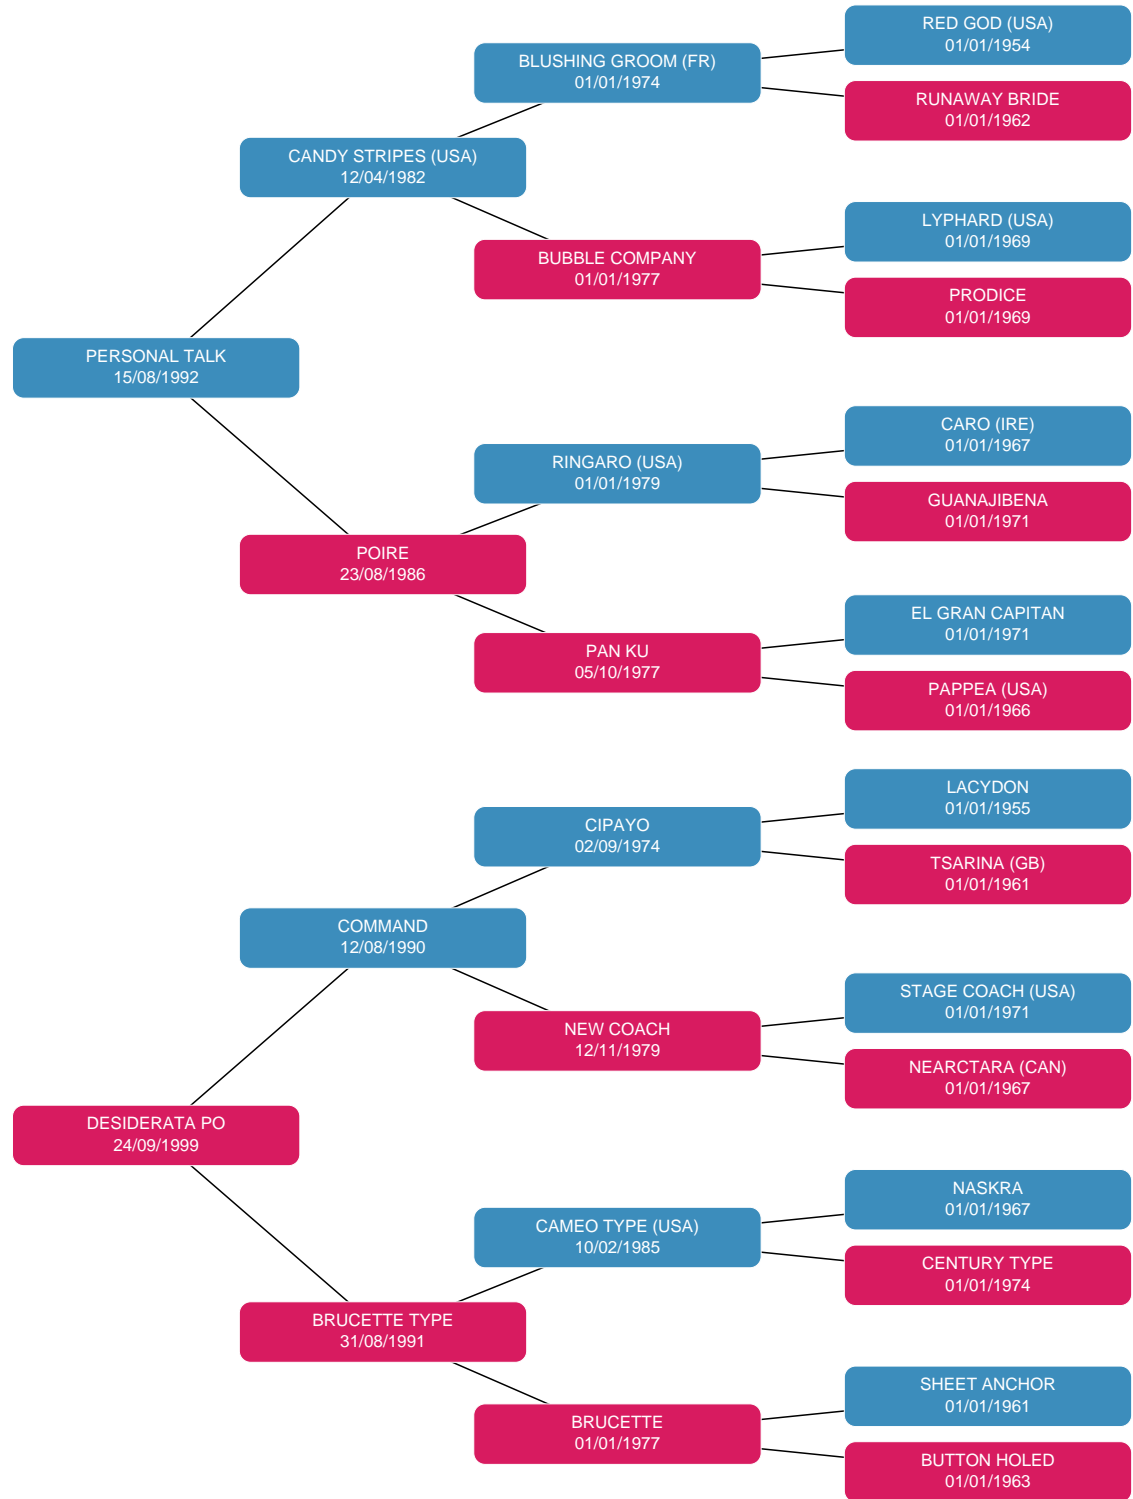 RED GOD (USA)
01/01/1954
BLUSHING GROOM (FR)
01/01/1974
RUNAWAY BRIDE
01/01/1962
CANDY STRIPES (USA)
12/04/1982
LYPHARD (USA)
01/01/1969
BUBBLE COMPANY
01/01/1977
PRODICE
01/01/1969
PERSONAL TALK
15/08/1992
CARO (IRE)
01/01/1967
RINGARO (USA)
01/01/1979
GUANAJIBENA
01/01/1971
POIRE
23/08/1986
EL GRAN CAPITAN
01/01/1971
PAN KU
05/10/1977
PAPPEA (USA)
01/01/1966
LACYDON
01/01/1955
CIPAYO
02/09/1974
TSARINA (GB)
01/01/1961
COMMAND
12/08/1990
STAGE COACH (USA)
01/01/1971
NEW COACH
12/11/1979
NEARCTARA (CAN)
01/01/1967
DESIDERATA PO
24/09/1999
NASKRA
01/01/1967
CAMEO TYPE (USA)
10/02/1985
CENTURY TYPE
01/01/1974
BRUCETTE TYPE
31/08/1991
SHEET ANCHOR
01/01/1961
BRUCETTE
01/01/1977
BUTTON HOLED
01/01/1963